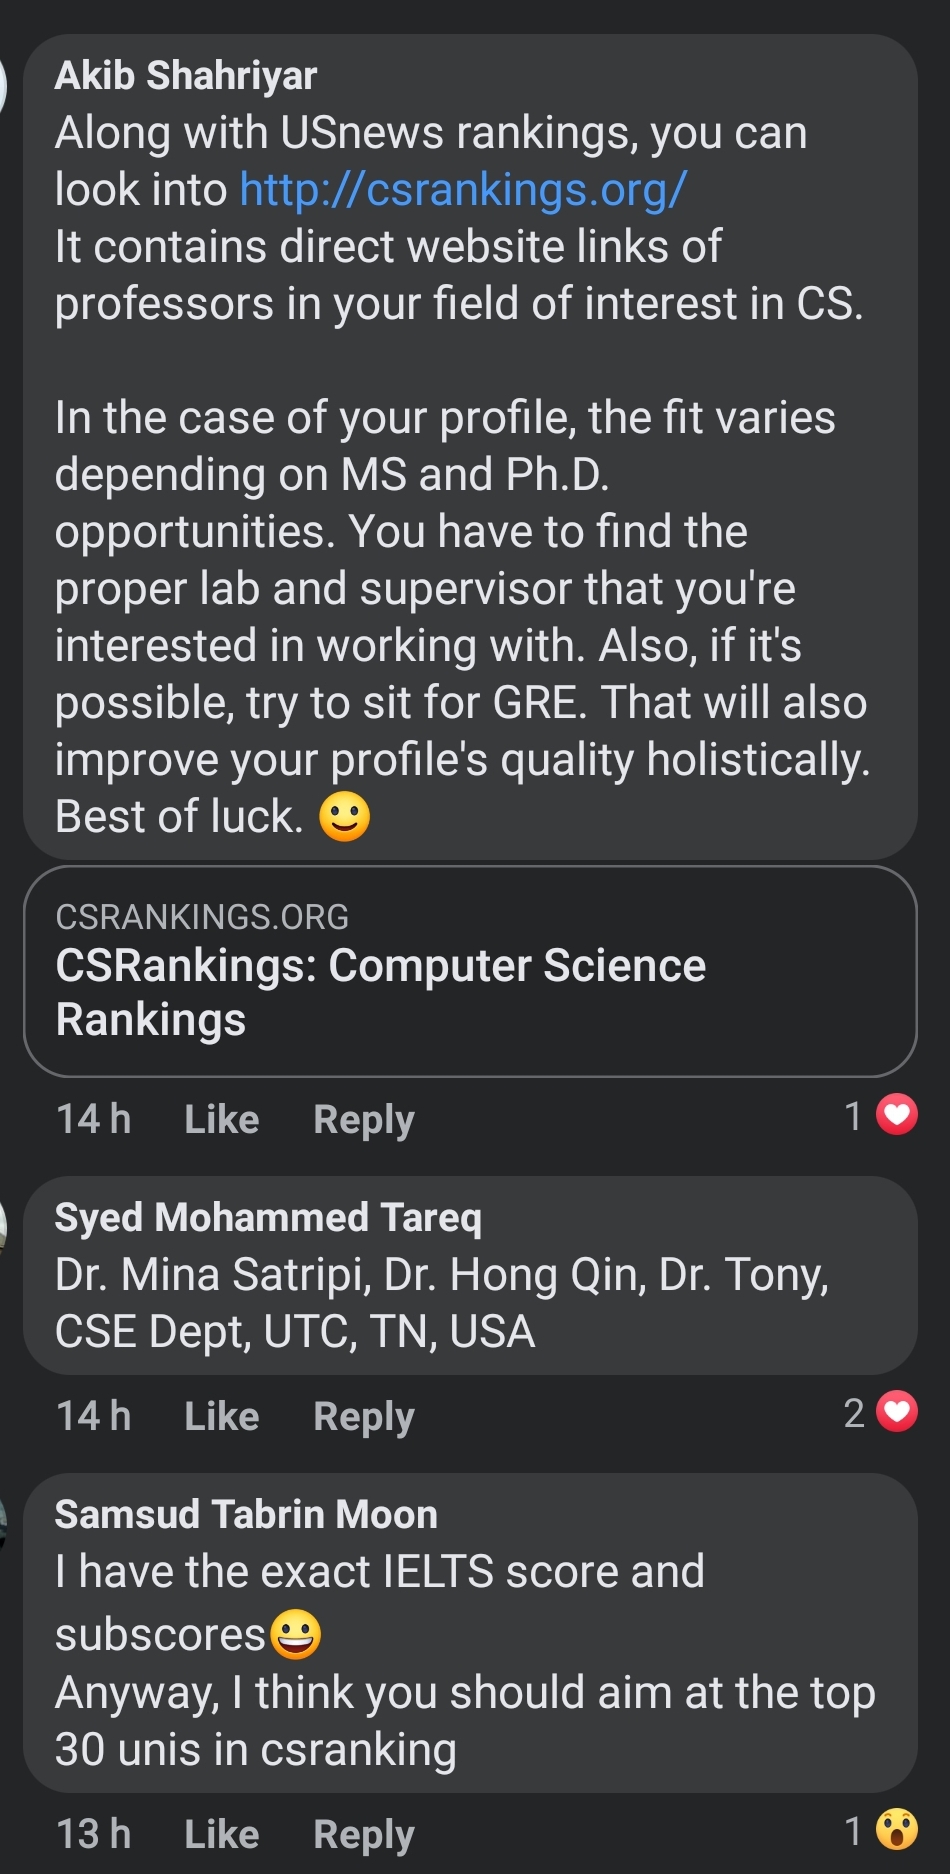 Akib Shahriyar
Along with USnews rankings, you can
look into http://csrankings.org/
It contains direct website links of
professors in your field of interest in CS.
In the case of your profile, the fit varies
depending on MS and Ph.D.
opportunities. You have to find the
proper lab and supervisor that you're
interested in working with. Also, if it's
possible, try to sit for GRE. That will also
improve your profile's quality holistically.
Best of luck. 🙂
CSRANKINGS.ORG
CSRankings: Computer Science
Rankings
14 h Like Reply 1
Syed Mohammed Tareq
Dr. Mina Satripi, Dr. Hong Qin, Dr. Tony,
CSE Dept, UTC, TN, USA
14 h Like Reply 2
Samsud Tabrin Moon
I have the exact IELTS score and
subscores😀
Anyway, I think you should aim at the top
30 unis in csranking
13 h Like Reply 1